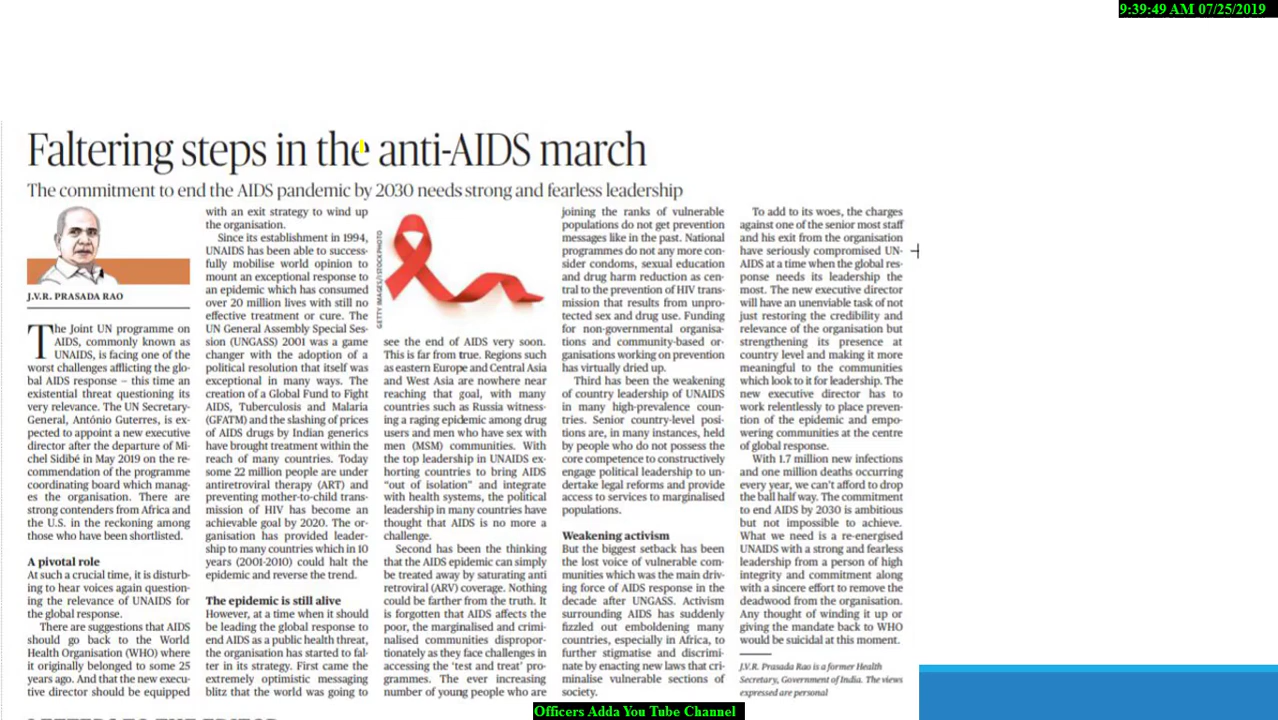 9:39:49 AM 07/25/2019
Faltering steps in the anti-AIDS march
The commitment to end the AIDS pandemic by 2030 needs strong and fearless leadership
J.V.R. PRASADA RAO
The Joint UN programme on
AIDS, commonly known as
UNAIDS, is facing one of the
worst challenges afflicting the glo-
bal AIDS response – this time an
existential threat questioning its
very relevance. The UN Secretary-
General, António Guterres, is ex-
pected to appoint a new executive
director after the departure of Mi-
chel Sidibé in May 2019 on the re-
commendation of the programme
coordinating board which manag-
es the organisation. There are
strong contenders from Africa and
the U.S. in the reckoning among
those who have been shortlisted.
A pivotal role
At such a crucial time, it is disturb-
ing to hear voices again question-
ing the relevance of UNAIDS for
the global response.
There are suggestions that AIDS
should go back to the World
Health Organisation (WHO) where
it originally belonged to some 25
years ago. And that the new execu-
tive director should be equipped
with an exit strategy to wind up
the organisation.
Since its establishment in 1994,
UNAIDS has been able to success-
fully mobilise world opinion to
mount an exceptional response to
an epidemic which has consumed
over 20 million lives with still no
effective treatment or cure. The
UN General Assembly Special Ses-
sion (UNGASS) 2001 was a game
changer with the adoption of a
political resolution that itself was
exceptional in many ways. The
creation of a Global Fund to Fight
AIDS, Tuberculosis and Malaria
(GFATM) and the slashing of prices
of AIDS drugs by Indian generics
have brought treatment within the
reach of many countries. Today
some 22 million people are under
antiretroviral therapy (ART) and
preventing mother-to-child trans-
mission of HIV has become an
achievable goal by 2020. The or-
ganisation has provided leader-
ship to many countries which in 10
years (2001-2010) could halt the
epidemic and reverse the trend.
The epidemic is still alive
However, at a time when it should
be leading the global response to
end AIDS as a public health threat,
the organisation has started to fal-
ter in its strategy. First came the
extremely optimistic messaging
blitz that the world was going to
GETTY IMAGES/ISTOCKPHOTO
see the end of AIDS very soon.
This is far from true. Regions such
as eastern Europe and Central Asia
and West Asia are nowhere near
reaching that goal, with many
countries such as Russia witness-
ing a raging epidemic among drug
users and men who have sex with
men (MSM) communities. With
the top leadership in UNAIDS ex-
horting countries to bring AIDS
“out of isolation” and integrate
with health systems, the political
leadership in many countries have
thought that AIDS is no more a
challenge.
Second has been the thinking
that the AIDS epidemic can simply
be treated away by saturating anti
retroviral (ARV) coverage. Nothing
could be farther from the truth. It
is forgotten that AIDS affects the
poor, the marginalised and crimi-
nalised communities dispropor-
tionately as they face challenges in
accessing the ‘test and treat’ pro-
grammes. The ever increasing
number of young people who are
joining the ranks of vulnerable
populations do not get prevention
messages like in the past. National
programmes do not any more con-
sider condoms, sexual education
and drug harm reduction as cen-
tral to the prevention of HIV trans-
mission that results from unpro-
tected sex and drug use. Funding
for non-governmental organisa-
tions and community-based or-
ganisations working on prevention
has virtually dried up.
Third has been the weakening
of country leadership of UNAIDS
in many high-prevalence coun-
tries. Senior country-level posi-
tions are, in many instances, held
by people who do not possess the
core competence to constructively
engage political leadership to un-
dertake legal reforms and provide
access to services to marginalised
populations.
Weakening activism
But the biggest setback has been
the lost voice of vulnerable com-
munities which was the main driv-
ing force of AIDS response in the
decade after UNGASS. Activism
surrounding AIDS has suddenly
fizzled out emboldening many
countries, especially in Africa, to
further stigmatise and discrimi-
nate by enacting new laws that cri-
minalise vulnerable sections of
society.
To add to its woes, the charges
against one of the senior most staff
and his exit from the organisation
have seriously compromised UN-
AIDS at a time when the global res-
ponse needs its leadership the
most. The new executive director
will have an unenviable task of not
just restoring the credibility and
relevance of the organisation but
strengthening its presence at
country level and making it more
meaningful to the communities
which look to it for leadership. The
new executive director has to
work relentlessly to place preven-
tion of the epidemic and empo-
wering communities at the centre
of global response.
With 1.7 million new infections
and one million deaths occurring
every year, we can’t afford to drop
the ball half way. The commitment
to end AIDS by 2030 is ambitious
but not impossible to achieve.
What we need is a re-energised
UNAIDS with a strong and fearless
leadership from a person of high
integrity and commitment along
with a sincere effort to remove the
deadwood from the organisation.
Any thought of winding it up or
giving the mandate back to WHO
would be suicidal at this moment.
J.V.R. Prasada Rao is a former Health
Secretary, Government of India. The views
expressed are personal
Officers Adda You Tube Channel